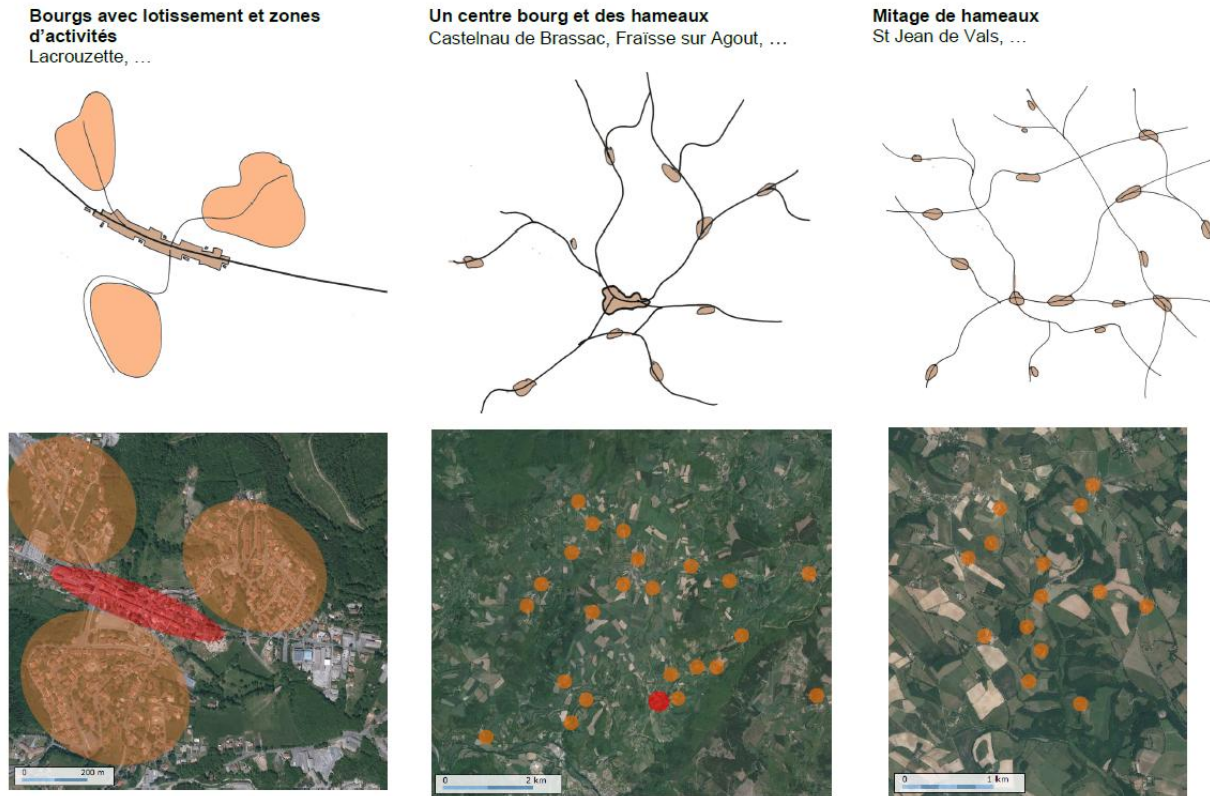 Bourgs avec lotissement et zones
d'activités
Lacrouzette, …
Un centre bourg et des hameaux
Castelnau de Brassac, Fraïsse sur Agout, …
Mitage de hameaux
St Jean de Vals, …
0 200 m
0 2 km
0 1 km